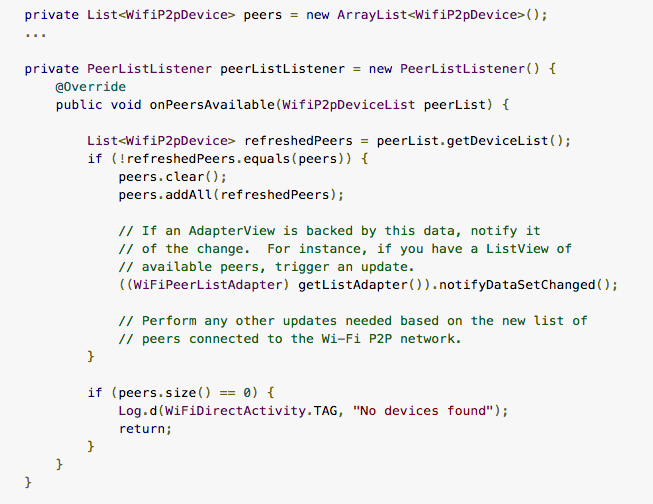 private List<WifiP2pDevice> peers = new ArrayList<WifiP2pDevice>();
...
private PeerListListener peerListListener = new PeerListListener() {
    @Override
    public void onPeersAvailable(WifiP2pDeviceList peerList) {
        List<WifiP2pDevice> refreshedPeers = peerList.getDeviceList();
        if (!refreshedPeers.equals(peers)) {
            peers.clear();
            peers.addAll(refreshedPeers);
            // If an AdapterView is backed by this data, notify it
            // of the change.  For instance, if you have a ListView of
            // available peers, trigger an update.
            ((WiFiPeerListAdapter) getListAdapter()).notifyDataSetChanged();
            // Perform any other updates needed based on the new list of
            // peers connected to the Wi-Fi P2P network.
        }
        if (peers.size() == 0) {
            Log.d(WiFiDirectActivity.TAG, "No devices found");
            return;
        }
    }
}